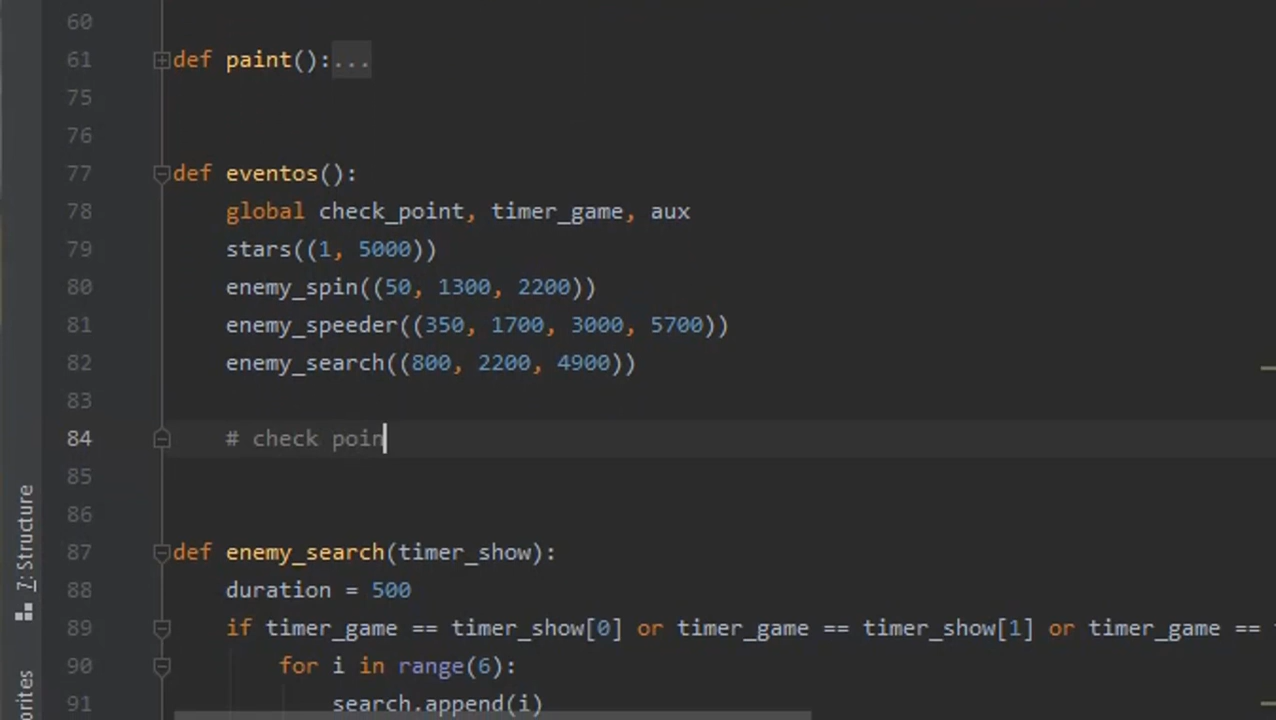 60
61 def paint():...
75
76
77 def eventos():
78 global check_point, timer_game, aux
79 stars((1, 5000))
80 enemy_spin((50, 1300, 2200))
81 enemy_speeder((350, 1700, 3000, 5700))
82 enemy_search((800, 2200, 4900))
83
84 # check poin
85
86
87 def enemy_search(timer_show):
88 duration = 500
89 if timer_game == timer_show[0] or timer_game == timer_show[1] or timer_game ==
90 for i in range(6):
91 search.append(i)
7: Structure